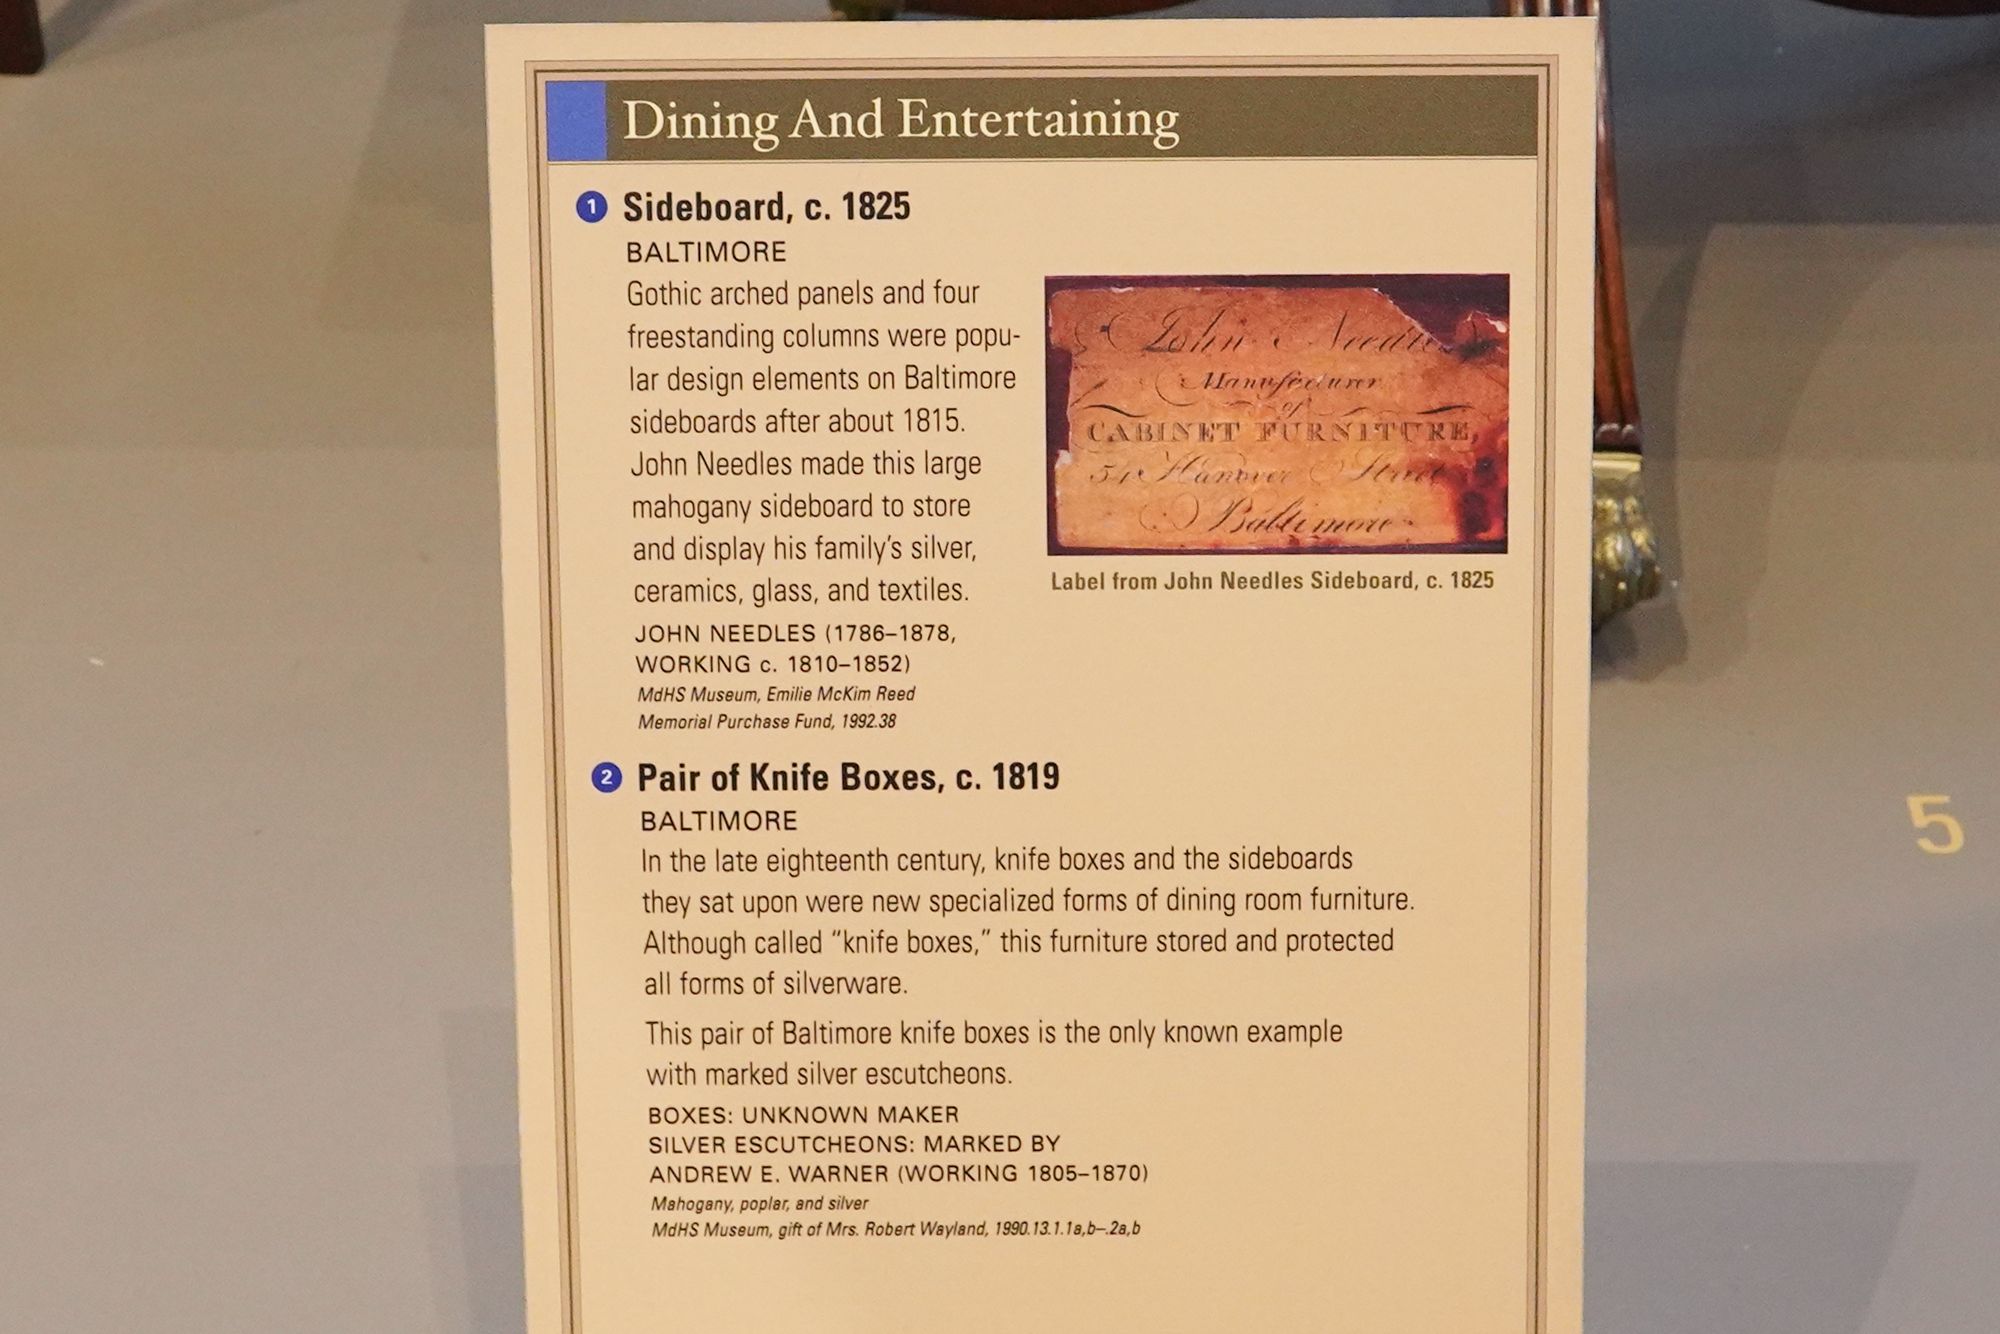 Dining And Entertaining
1 Sideboard, c. 1825
BALTIMORE
Gothic arched panels and four
freestanding columns were popu-
lar design elements on Baltimore
sideboards after about 1815.
John Needles made this large
mahogany sideboard to store
and display his family's silver,
ceramics, glass, and textiles.
JOHN NEEDLES (1786–1878,
WORKING c. 1810–1852)
MdHS Museum, Emilie McKim Reed
Memorial Purchase Fund, 1992.38
John Needles
Manufacturer
of
CABINET FURNITURE,
54 Hanover Street
Baltimore
Label from John Needles Sideboard, c. 1825
2 Pair of Knife Boxes, c. 1819
BALTIMORE
In the late eighteenth century, knife boxes and the sideboards
they sat upon were new specialized forms of dining room furniture.
Although called “knife boxes,” this furniture stored and protected
all forms of silverware.
This pair of Baltimore knife boxes is the only known example
with marked silver escutcheons.
BOXES: UNKNOWN MAKER
SILVER ESCUTCHEONS: MARKED BY
ANDREW E. WARNER (WORKING 1805–1870)
Mahogany, poplar, and silver
MdHS Museum, gift of Mrs. Robert Wayland, 1990.13.1.1a,b–.2a,b
5